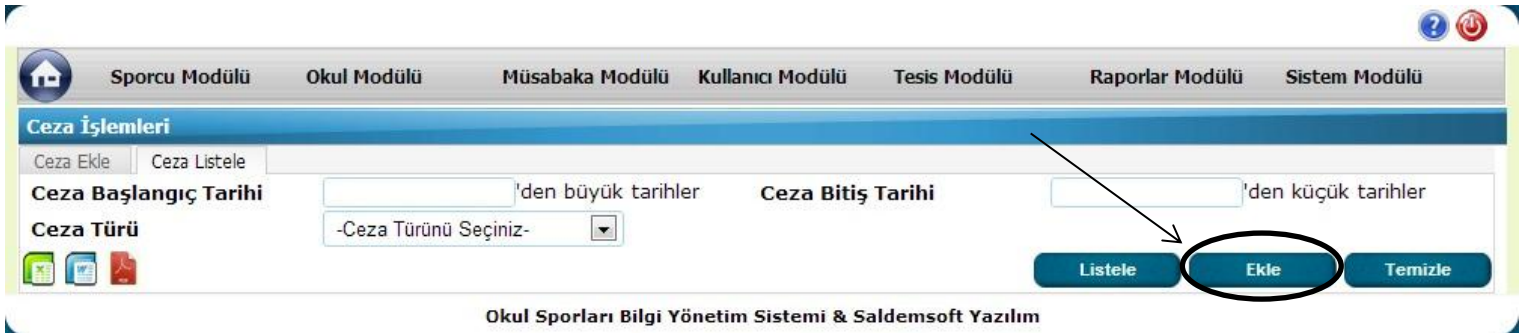 Sporcu Modülü Okul Modülü Müsabaka Modülü Kullanıcı Modülü Tesis Modülü Raporlar Modülü Sistem Modülü
Ceza İşlemleri
Ceza Ekle Ceza Listele
Ceza Başlangıç Tarihi 'den büyük tarihler Ceza Bitiş Tarihi 'den küçük tarihler
Ceza Türü -Ceza Türünü Seçiniz-
Listele Ekle Temizle
Okul Sporları Bilgi Yönetim Sistemi & Saldemsoft Yazılım